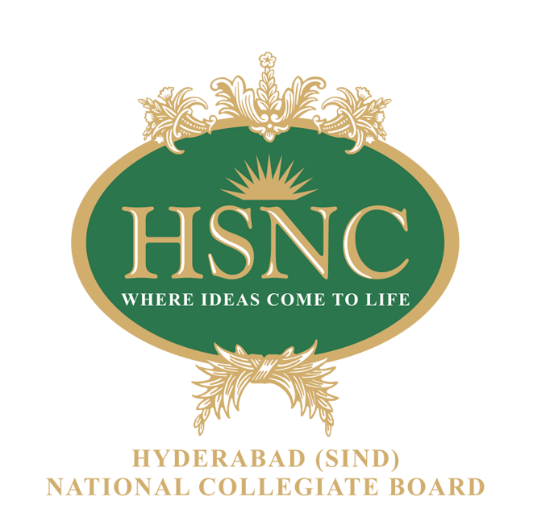 HSNC
WHERE IDEAS COME TO LIFE
HYDERABAD (SIND)
NATIONAL COLLEGIATE BOARD